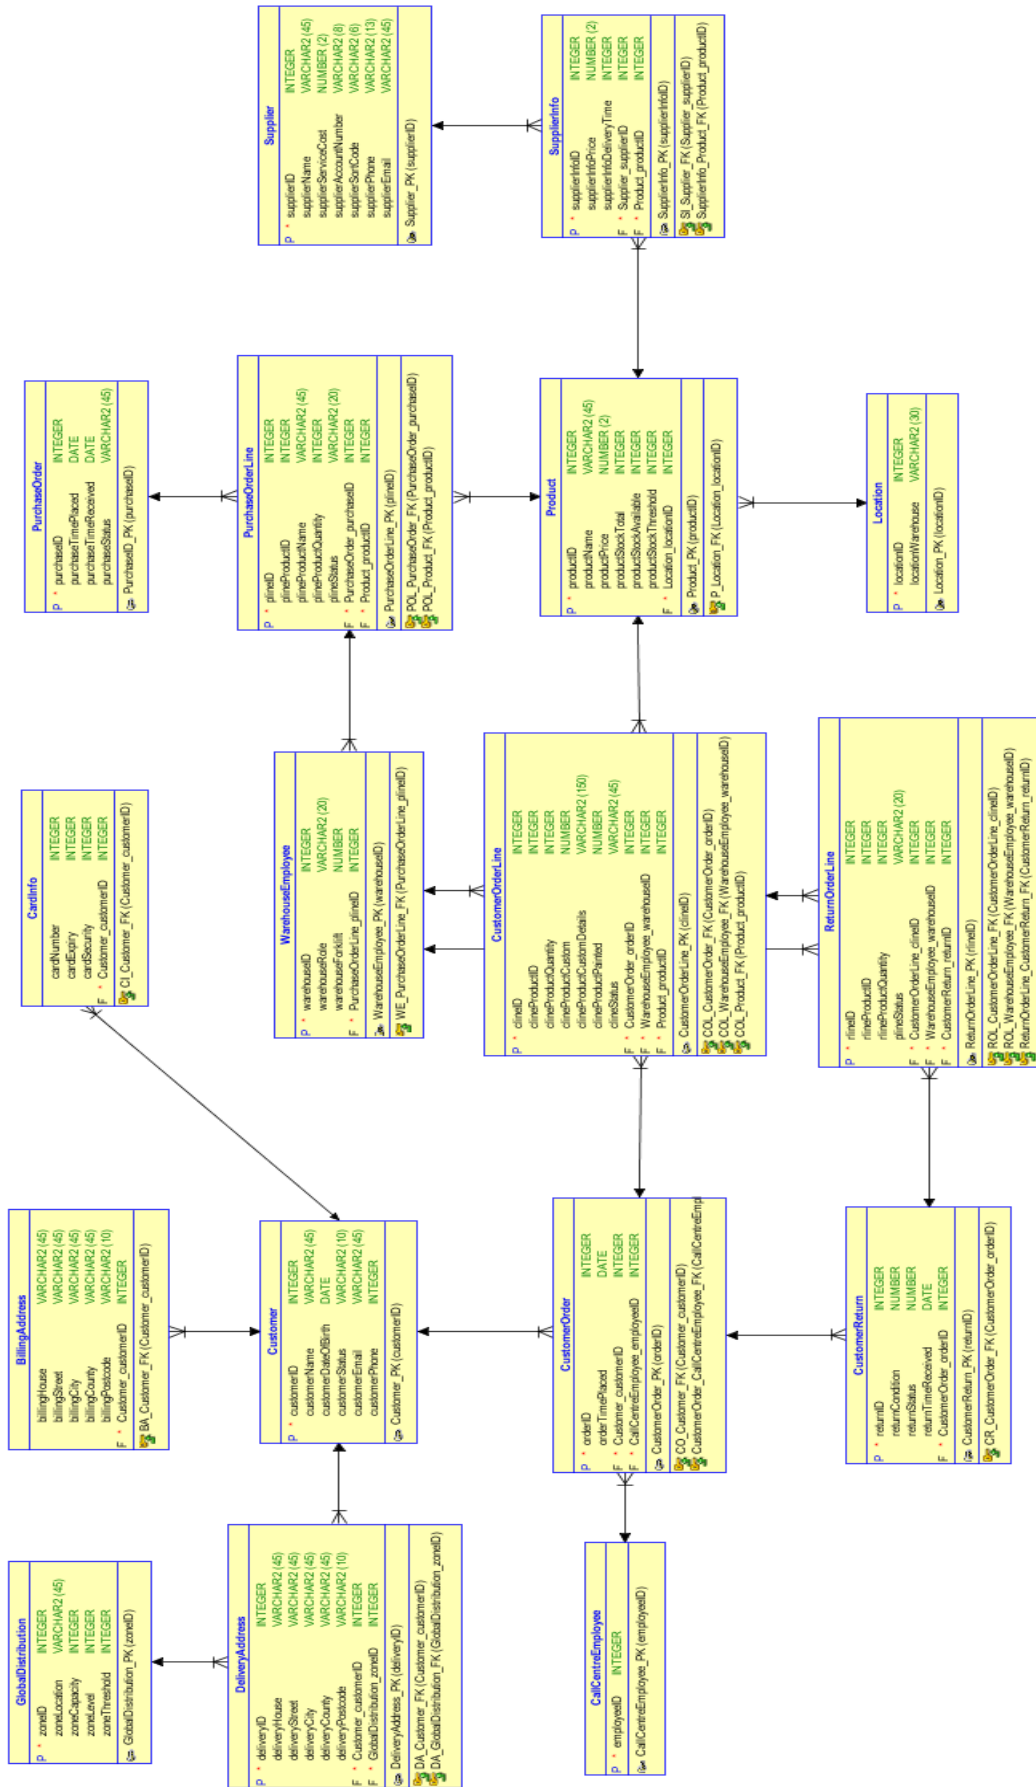 GlobalDistribution
P * zoneID INTEGER
zoneLocation VARCHAR2 (45)
zoneCapacity INTEGER
zoneLevel INTEGER
zoneThreshold INTEGER
GlobalDistribution_PK (zoneID)
BillingAddress
billingHouse VARCHAR2 (45)
billingStreet VARCHAR2 (45)
billingCity VARCHAR2 (45)
billingCounty VARCHAR2 (45)
billingPostcode VARCHAR2 (10)
F * Customer_customerID INTEGER
BA_Customer_FK (Customer_customerID)
CardInfo
cardNumber INTEGER
cardExpiry INTEGER
cardSecurity INTEGER
F * Customer_customerID INTEGER
CI_Customer_FK (Customer_customerID)
PurchaseOrder
P * purchaseID INTEGER
purchaseTimePlaced DATE
purchaseTimeReceived DATE
purchaseStatus VARCHAR2 (45)
PurchaseID_PK (purchaseID)
Supplier
P * supplierID INTEGER
supplierName VARCHAR2 (45)
supplierServiceCost NUMBER (2)
supplierAccountNumber VARCHAR2 (8)
supplierSortCode VARCHAR2 (6)
supplierPhone VARCHAR2 (13)
supplierEmail VARCHAR2 (45)
Supplier_PK (supplierID)
DeliveryAddress
P * deliveryID INTEGER
deliveryHouse VARCHAR2 (45)
deliveryStreet VARCHAR2 (45)
deliveryCity VARCHAR2 (45)
deliveryCounty VARCHAR2 (45)
deliveryPostcode VARCHAR2 (10)
F * Customer_customerID INTEGER
F * GlobalDistribution_zoneID INTEGER
DeliveryAddress_PK (deliveryID)
DA_Customer_FK (Customer_customerID)
DA_GlobalDistribution_FK (GlobalDistribution_zoneID)
Customer
P * customerID INTEGER
customerName VARCHAR2 (45)
customerDateOfBirth DATE
customerStatus VARCHAR2 (10)
customerEmail VARCHAR2 (45)
customerPhone INTEGER
Customer_PK (customerID)
WarehouseEmployee
P * warehouseID INTEGER
warehouseRole VARCHAR2 (20)
warehouseForklift NUMBER
F * PurchaseOrderLine_plineID INTEGER
WarehouseEmployee_PK (warehouseID)
WE_PurchaseOrderLine_FK (PurchaseOrderLine_plineID)
PurchaseOrderLine
P * plineID INTEGER
plineProductID INTEGER
plineProductName VARCHAR2 (45)
plineProductQuantity INTEGER
plineStatus VARCHAR2 (20)
F * PurchaseOrder_purchaseID INTEGER
F * Product_productID INTEGER
PurchaseOrderLine_PK (plineID)
POL_PurchaseOrder_FK (PurchaseOrder_purchaseID)
POL_Product_FK (Product_productID)
SupplierInfo
P * supplierInfoID INTEGER
supplierInfoPrice NUMBER (2)
supplierInfoDeliveryTime INTEGER
F * Supplier_supplierID INTEGER
F * Product_productID INTEGER
SupplierInfo_PK (supplierInfoID)
SI_Supplier_FK (Supplier_supplierID)
SupplierInfo_Product_FK (Product_productID)
CallCentreEmployee
P * employeeID INTEGER
CallCentreEmployee_PK (employeeID)
CustomerOrder
P * orderID INTEGER
orderTimePlaced DATE
F * Customer_customerID INTEGER
F * CallCentreEmployee_employeeID INTEGER
CustomerOrder_PK (orderID)
CO_Customer_FK (Customer_customerID)
CustomerOrder_CallCentreEmployee_FK (CallCentreEmpl
CustomerOrderLine
P * clineID INTEGER
clineProductID INTEGER
clineProductQuantity INTEGER
clineProductCustom NUMBER
clineProductCustomDetails VARCHAR2 (150)
clineProductPainted NUMBER
clineStatus VARCHAR2 (45)
F * CustomerOrder_orderID INTEGER
F * WarehouseEmployee_warehouseID INTEGER
F * Product_productID INTEGER
CustomerOrderLine_PK (clineID)
COL_CustomerOrder_FK (CustomerOrder_orderID)
COL_WarehouseEmployee_FK (WarehouseEmployee_warehouseID)
COL_Product_FK (Product_productID)
Product
P * productID INTEGER
productName VARCHAR2 (45)
productPrice NUMBER (2)
productStockTotal INTEGER
productStockAvailable INTEGER
productStockThreshold INTEGER
F * Location_locationID INTEGER
Product_PK (productID)
P_Location_FK (Location_locationID)
CustomerReturn
P * returnID INTEGER
returnCondition NUMBER
returnStatus NUMBER
returnTimeReceived DATE
F * CustomerOrder_orderID INTEGER
CustomerReturn_PK (returnID)
CR_CustomerOrder_FK (CustomerOrder_orderID)
ReturnOrderLine
P * rlineID INTEGER
rlineProductID INTEGER
rlineProductQuantity INTEGER
plineStatus VARCHAR2 (20)
F * CustomerOrderLine_clineID INTEGER
F * WarehouseEmployee_warehouseID INTEGER
F * CustomerReturn_returnID INTEGER
ReturnOrderLine_PK (rlineID)
ROL_CustomerOrderLine_FK (CustomerOrderLine_clineID)
ROL_WarehouseEmployee_FK (WarehouseEmployee_warehouseID)
ReturnOrderLine_CustomerReturn_FK (CustomerReturn_returnID)
Location
P * locationID INTEGER
locationWarehouse VARCHAR2 (30)
Location_PK (locationID)